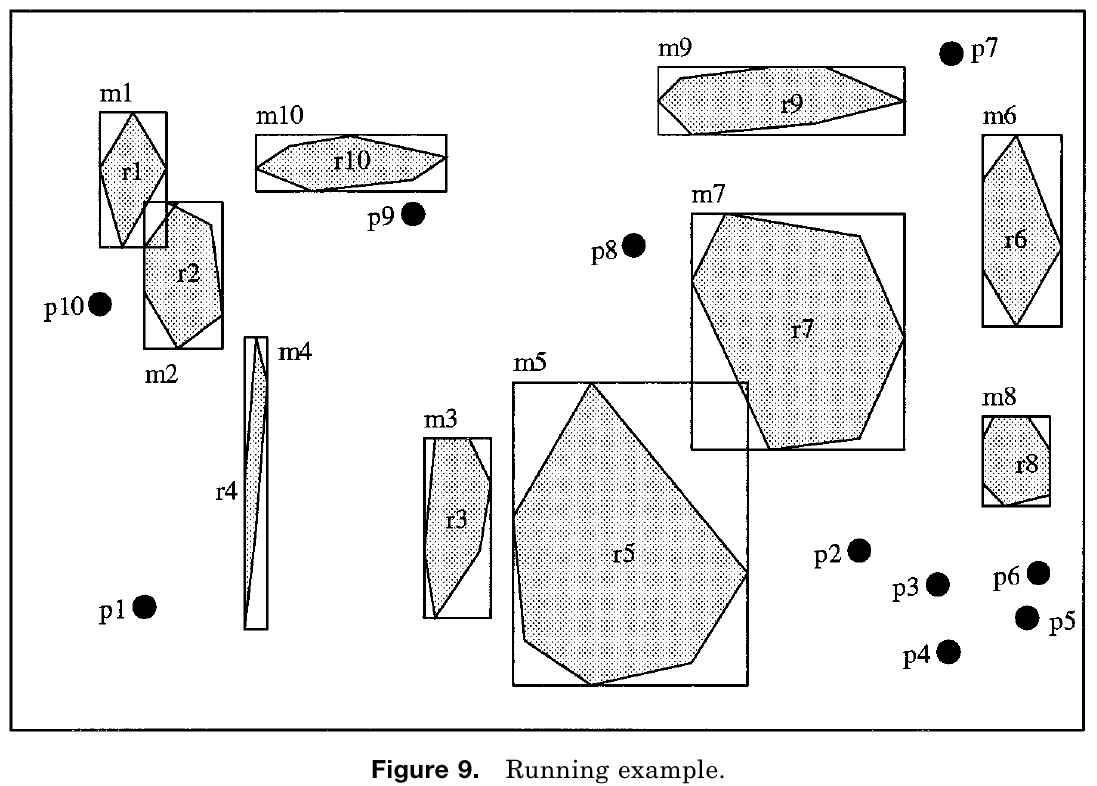 m9
p7
m1
m10
m6
r9
r1
r10
m7
p9
p8
r2
r6
p10
r7
m4
m5
m2
m8
m3
r8
r4
r3
r5
p2
p3
p6
p1
p5
p4
Figure 9. Running example.